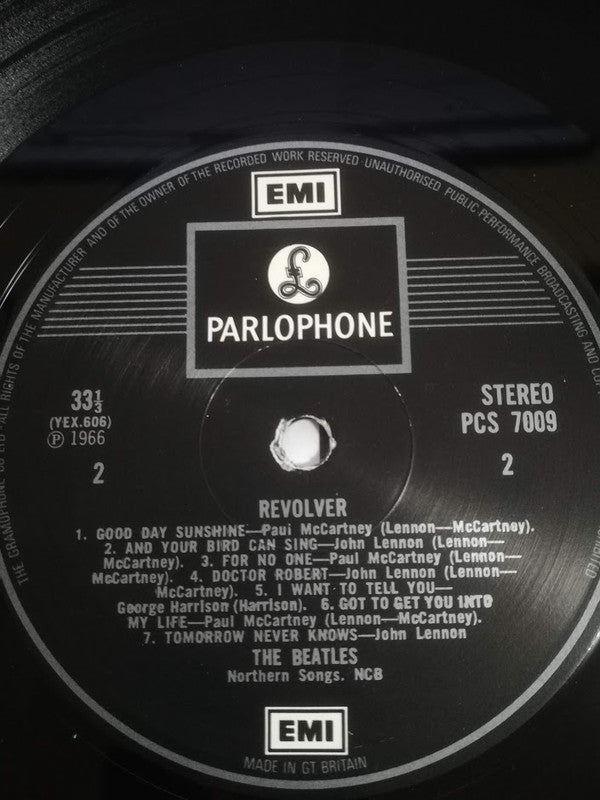 THE GRAMOPHONE CO LTD · ALL RIGHTS OF THE MANUFACTURER AND OF THE OWNER OF THE RECORDED WORK RESERVED · UNAUTHORISED PUBLIC PERFORMANCE BROADCASTING AND
EMI
£
PARLOPHONE
33⅓
(YEX.606)
℗ 1966
2
STEREO
PCS 7009
2
REVOLVER
1. GOOD DAY SUNSHINE—Paul McCartney (Lennon—McCartney).
2. AND YOUR BIRD CAN SING—John Lennon (Lennon—
McCartney). 3. FOR NO ONE—Paul McCartney (Lennon—
McCartney). 4. DOCTOR ROBERT—John Lennon (Lennon—
McCartney). 5. I WANT TO TELL YOU—
George Harrison (Harrison). 6. GOT TO GET YOU INTO
MY LIFE—Paul McCartney (Lennon—McCartney).
7. TOMORROW NEVER KNOWS—John Lennon
THE BEATLES
Northern Songs. NCB
EMI
MADE IN GT BRITAIN